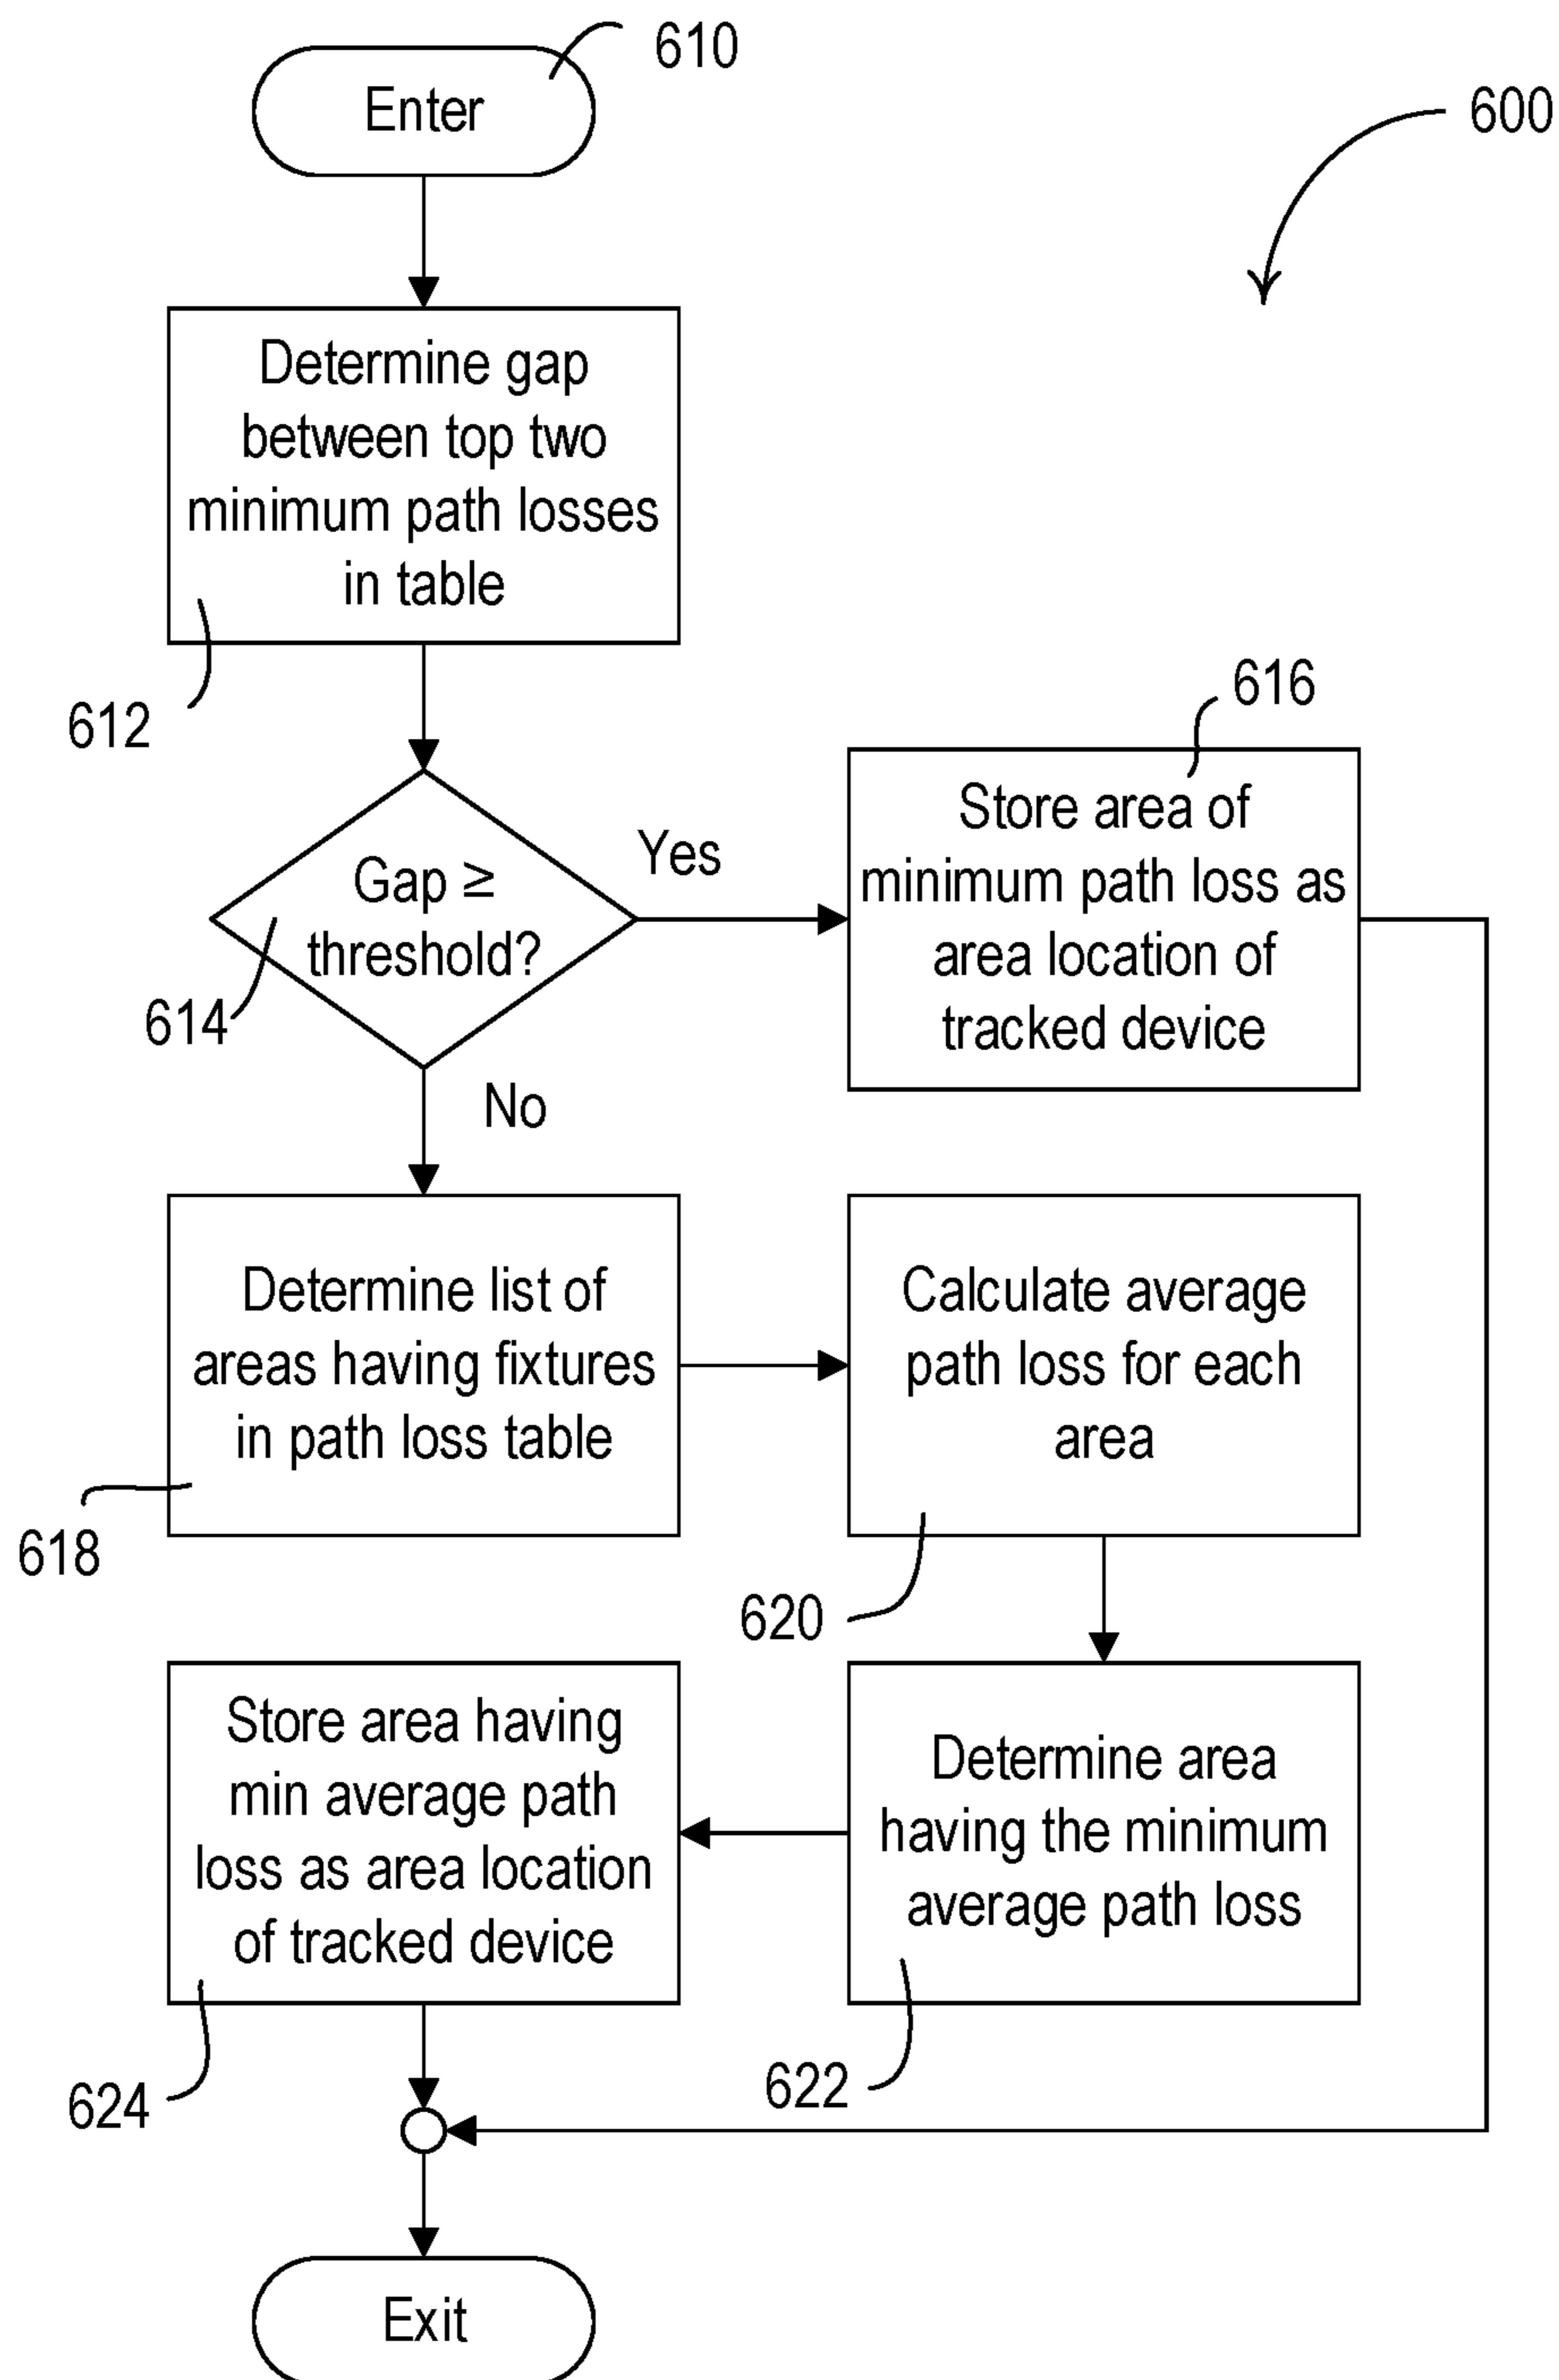 610
Enter
600
Determine gap
between top two
minimum path losses
in table
612
616
Store area of
minimum path loss as
area location of
tracked device
Yes
Gap ≥
threshold?
614
No
Determine list of
areas having fixtures
in path loss table
618
Calculate average
path loss for each
area
620
Store area having
min average path
loss as area location
of tracked device
624
Determine area
having the minimum
average path loss
622
Exit